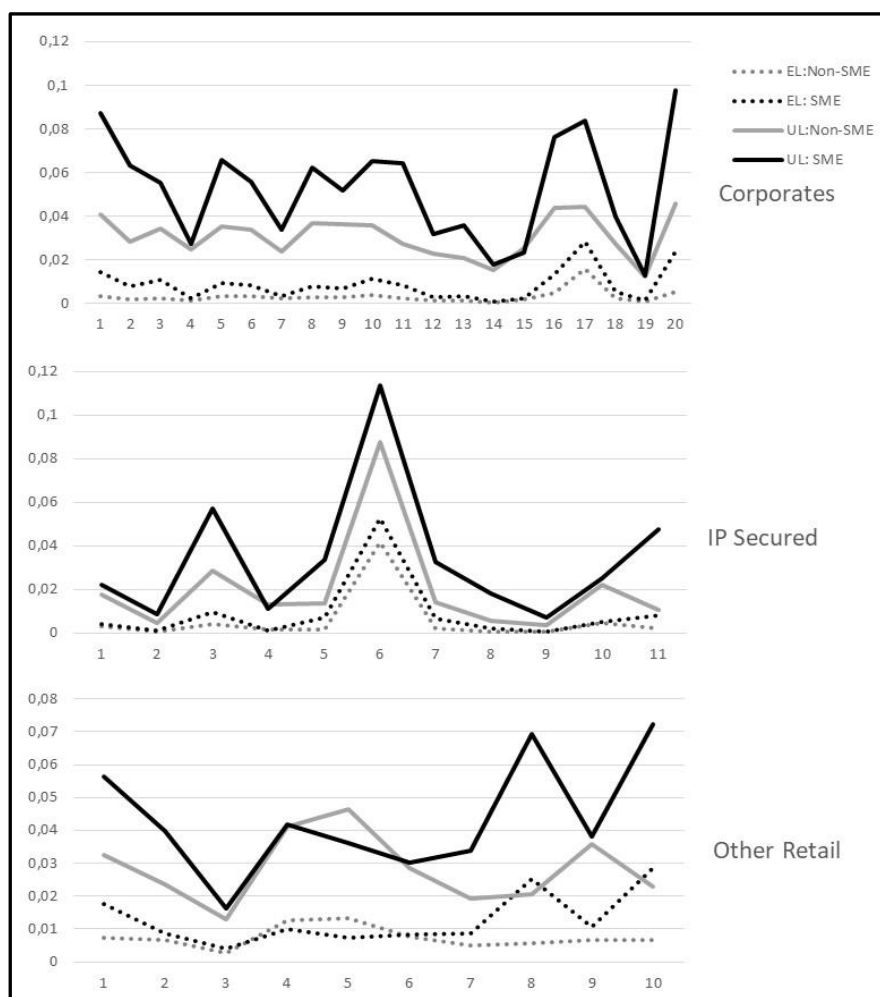 0,12
0,1
0,08
0,06
0,04
0,02
0
1 2 3 4 5 6 7 8 9 10 11 12 13 14 15 16 17 18 19 20
EL:Non-SME
EL: SME
UL:Non-SME
UL: SME
Corporates
0,12
0,1
0,08
0,06
0,04
0,02
0
1 2 3 4 5 6 7 8 9 10 11
IP Secured
0,08
0,07
0,06
0,05
0,04
0,03
0,02
0,01
0
1 2 3 4 5 6 7 8 9 10
Other Retail